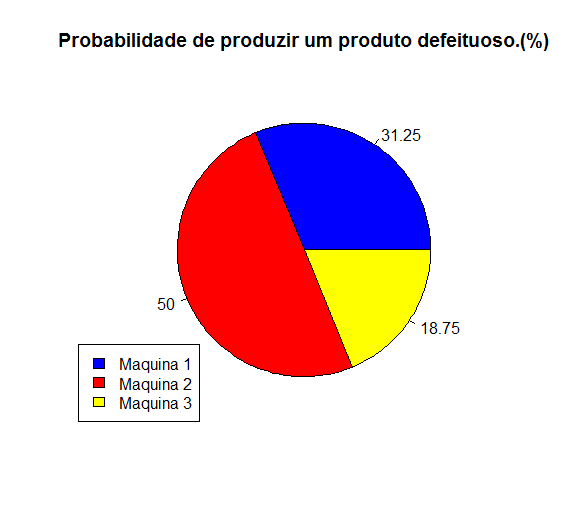 Probabilidade de produzir um produto defeituoso.(%)
31.25
50
18.75
Maquina 1
Maquina 2
Maquina 3